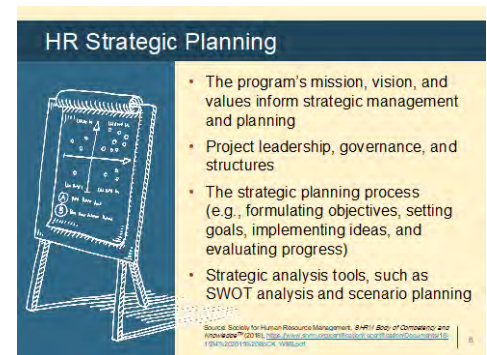 HR Strategic Planning
• The program's mission, vision, and
values inform strategic management
and planning
• Project leadership, governance, and
structures
• The strategic planning process
(e.g., formulating objectives, setting
goals, implementing ideas, and
evaluating progress)
• Strategic analysis tools, such as
SWOT analysis and scenario planning
Source: Society for Human Resource Management, Body of Competency and
Knowledge™ (2016),
8